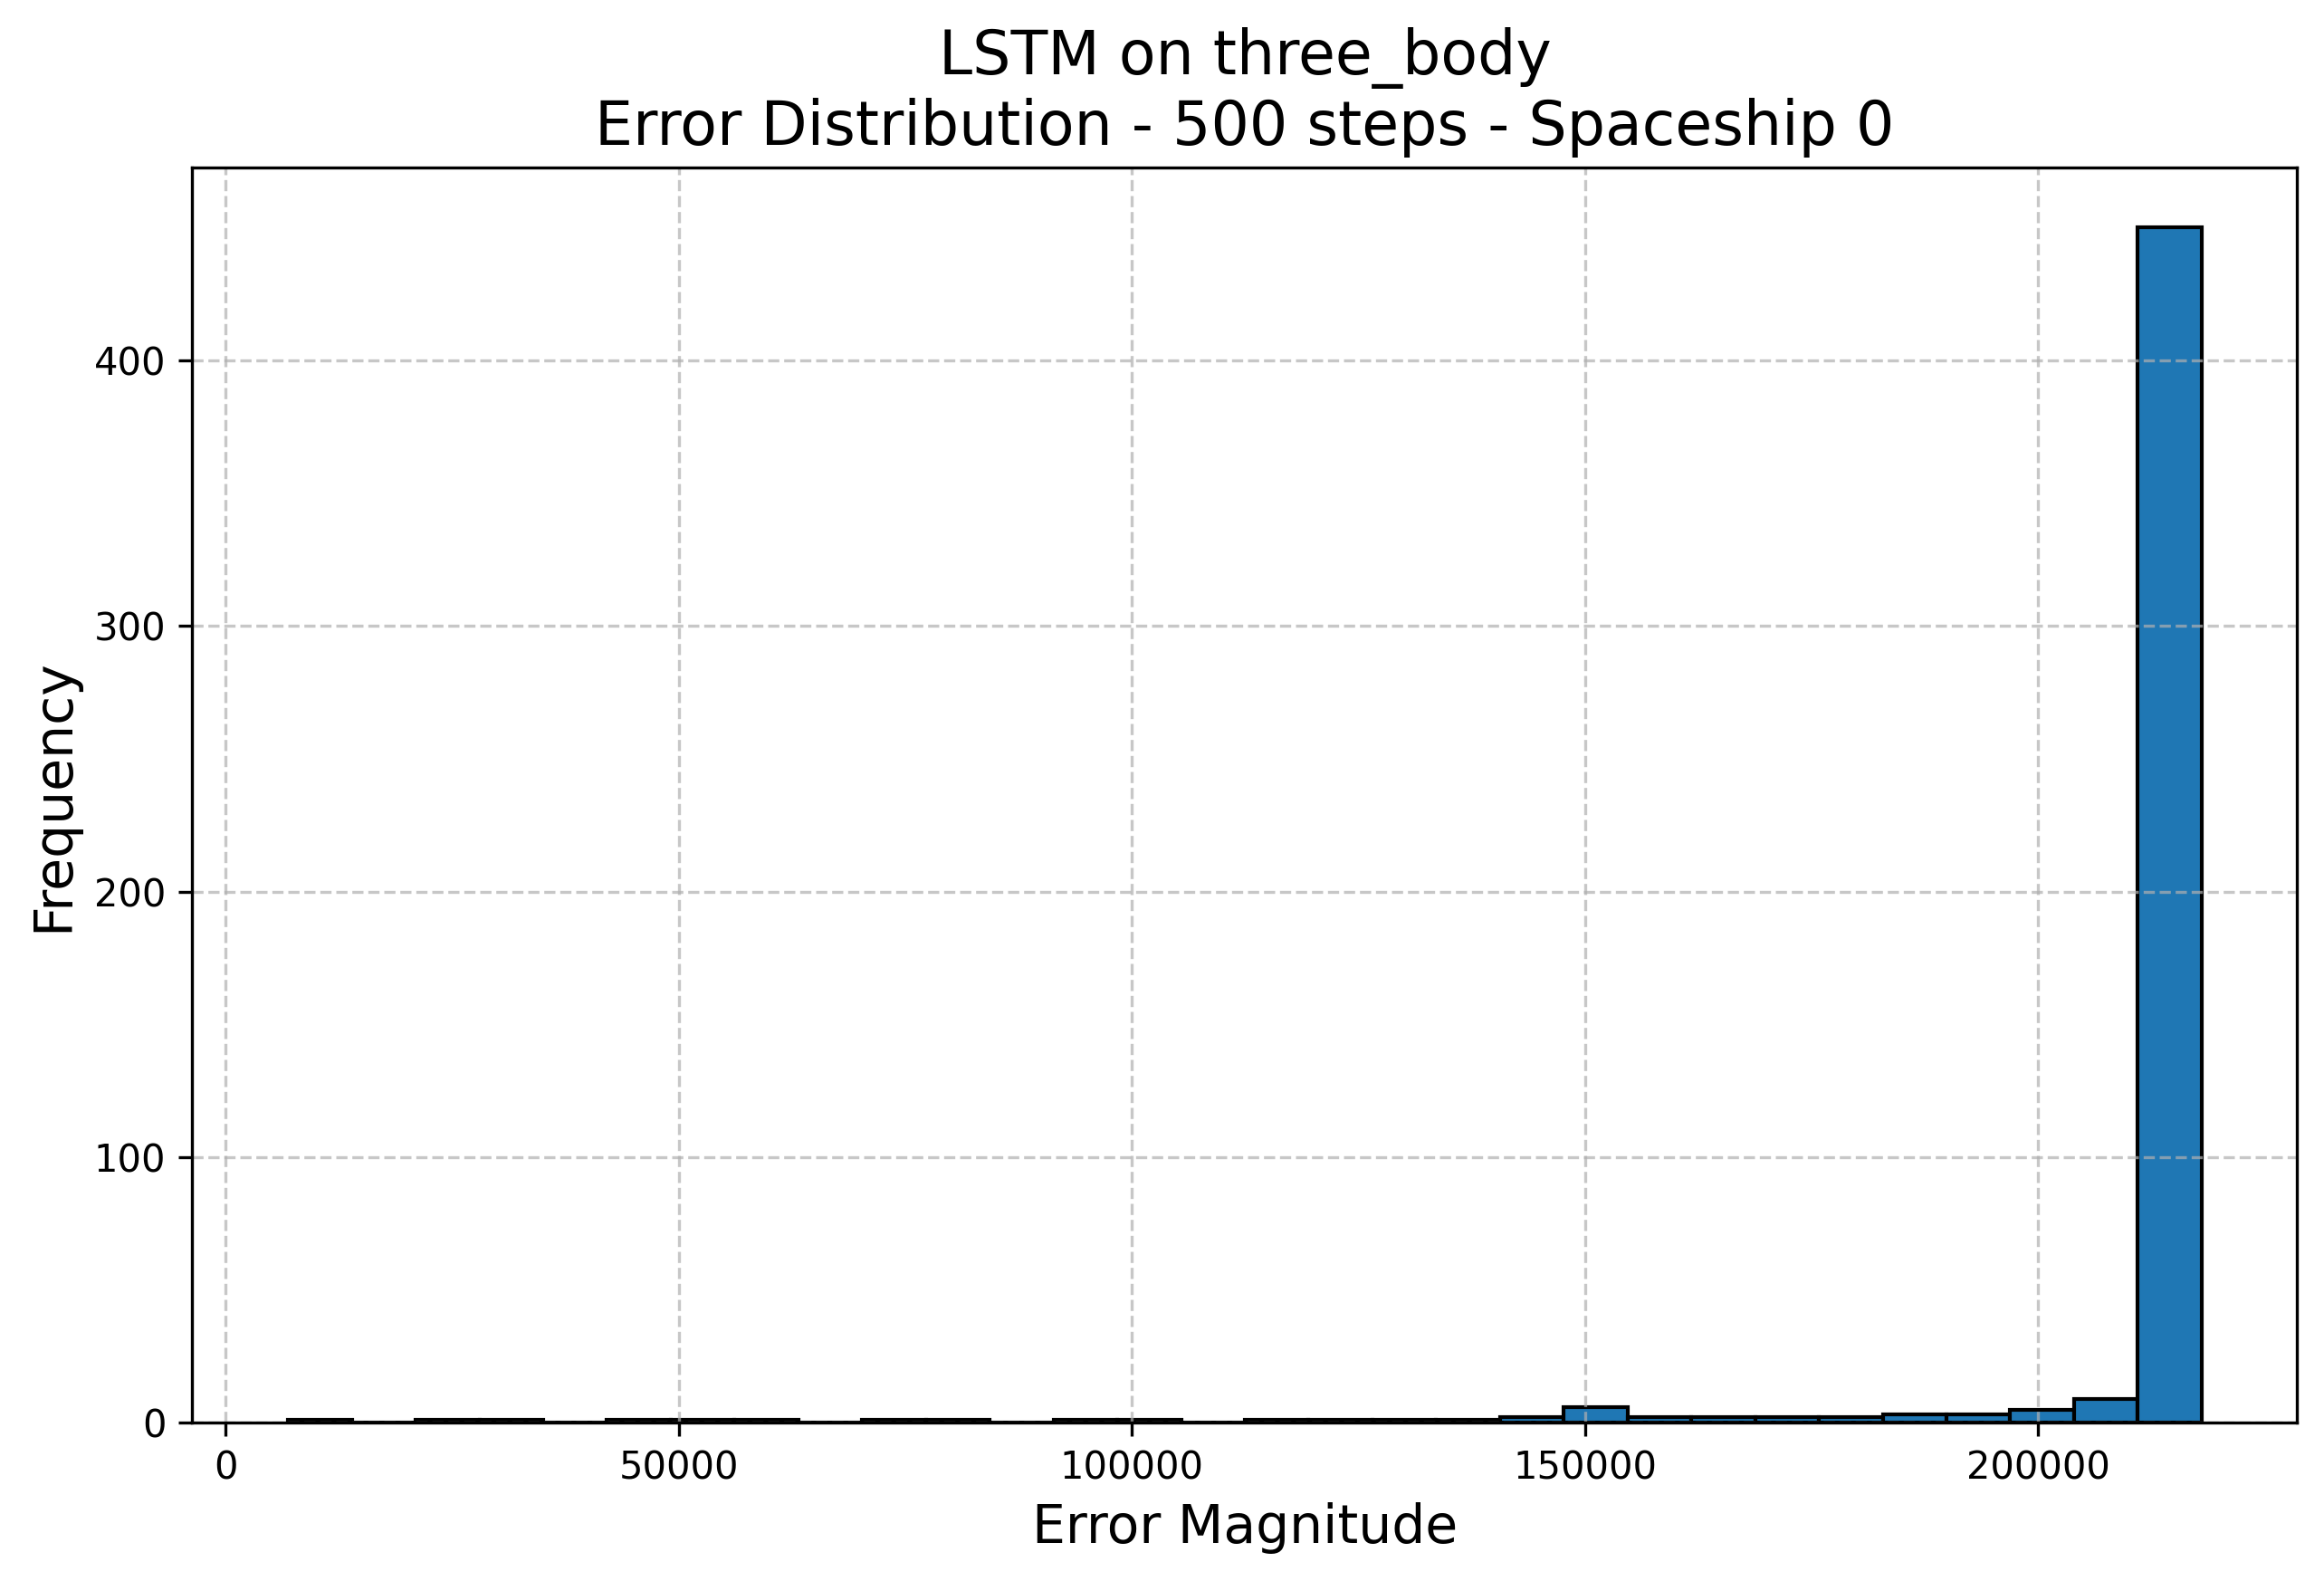 LSTM on three_body
Error Distribution - 500 steps - Spaceship 0
Frequency
400
300
200
100
0
0 50000 100000 150000 200000
Error Magnitude